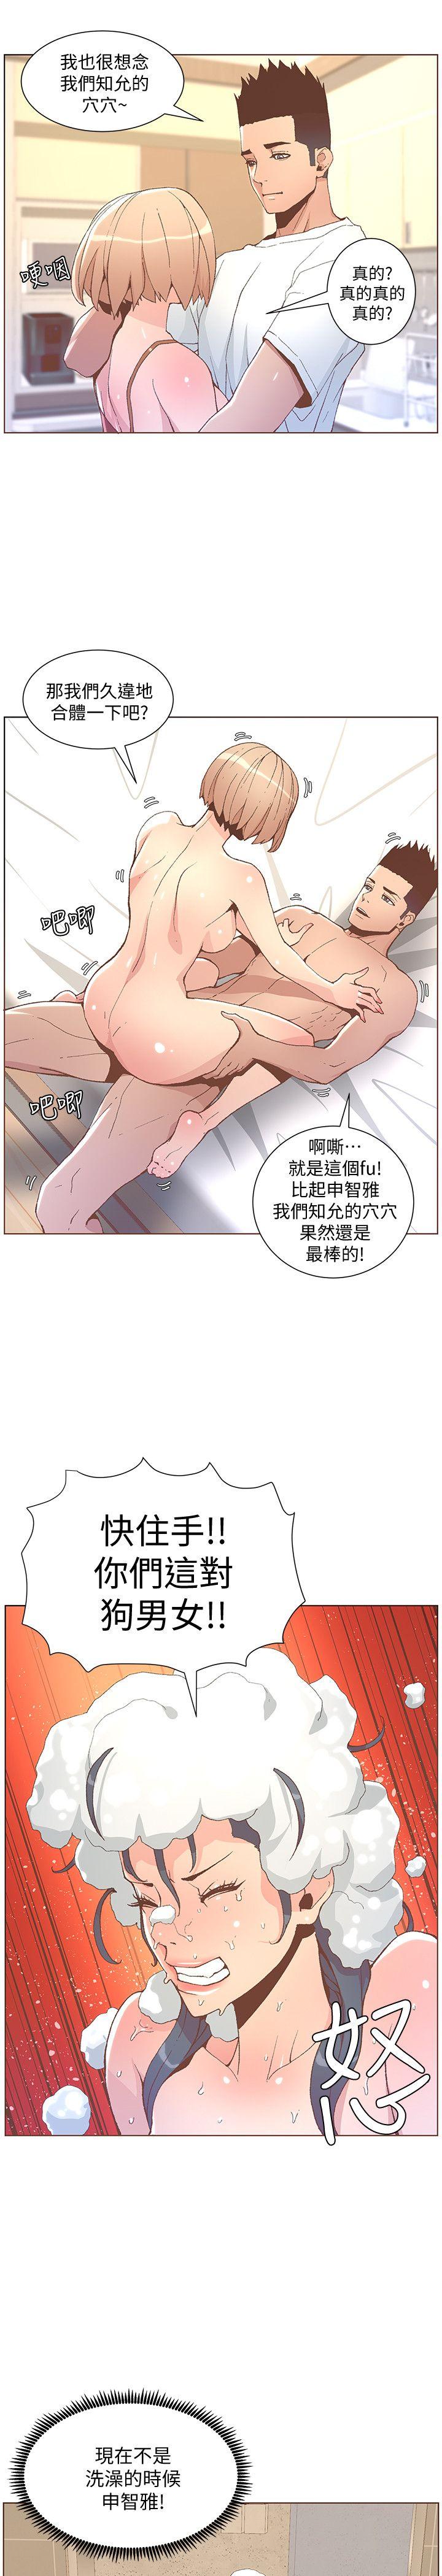 我也很想念
我們知允的
穴穴~
哽咽
真的?
真的真的
真的?
那我們久違地
合體一下吧?
吧唧
吧唧
啊嘶…
就是這個fu!
比起申智雅
我們知允的穴穴
果然還是
最棒的!
快住手!!
你們這對
狗男女!!
怒
現在不是
洗澡的時候
申智雅!